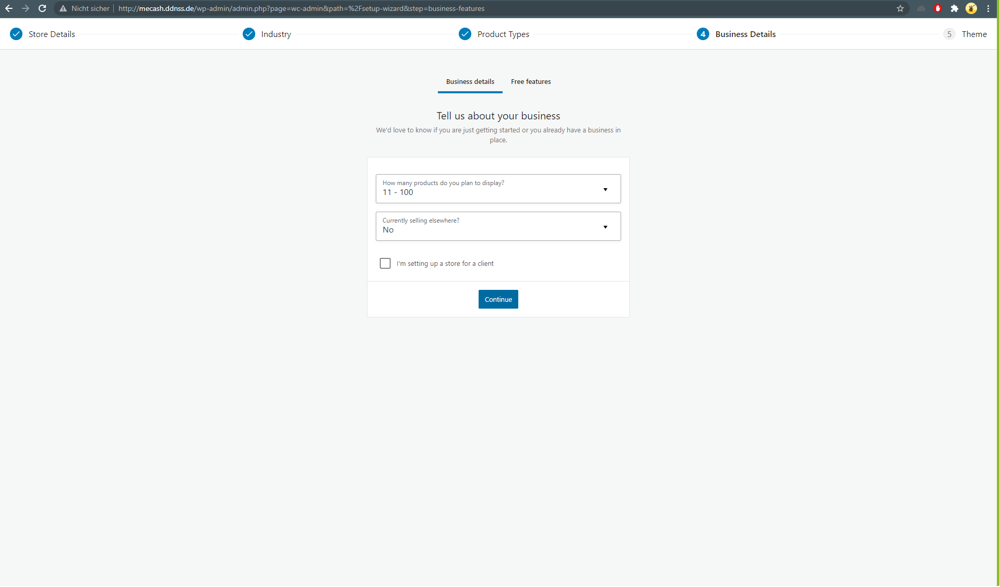 Nicht sicher | http://mecash.ddnss.de/wp-admin/admin.php?page=wc-admin&path=%2Fsetup-wizard&step=business-features
Store Details
Industry
Product Types
4 Business Details
5 Theme
Business details
Free features
Tell us about your business
We'd love to know if you are just getting started or you already have a business in
place.
How many products do you plan to display?
11 - 100
Currently selling elsewhere?
No
I'm setting up a store for a client
Continue